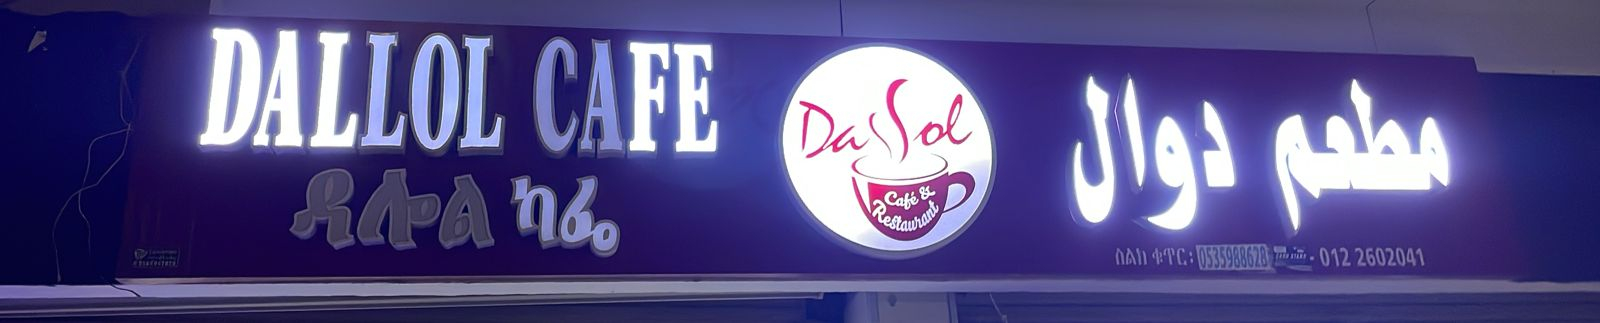 DALLOL CAFE
ዳሎል ካፌ
Dallol
Café &
Restaurant
مطعم دوال
ስልክ ቁጥር: 0535988628 - 012 2602041